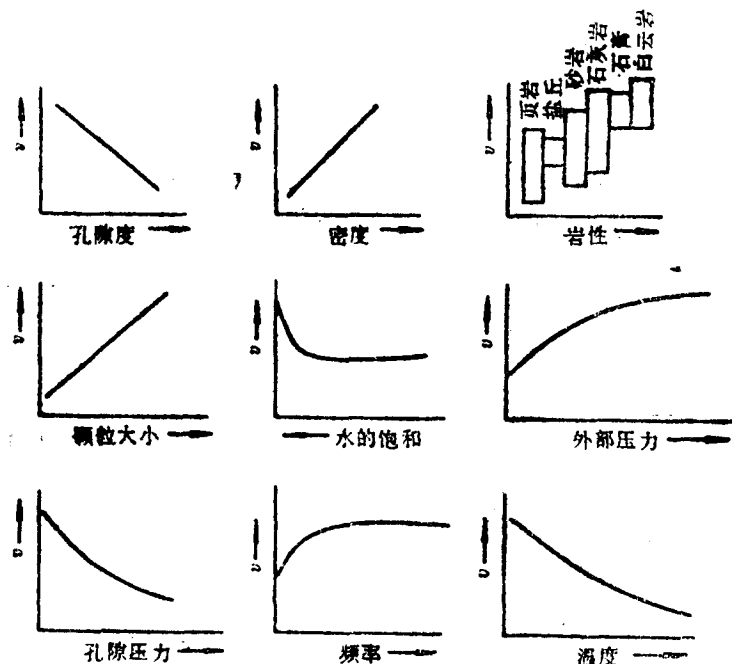 v
孔隙度
v
密度
页岩
盐丘
砂岩
石灰岩
石膏
白云岩
v
岩性
v
颗粒大小
v
水的饱和
v
外部压力
v
孔隙压力
v
频率
v
温度